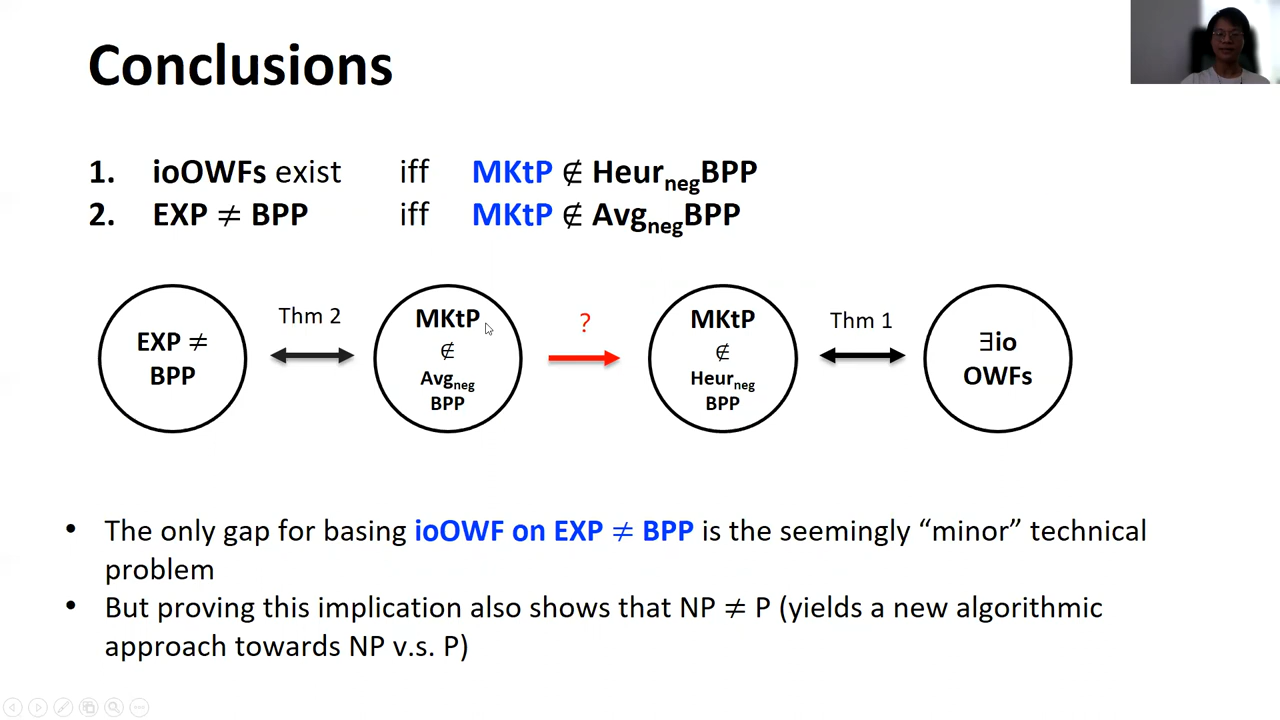 Conclusions
1. ioOWFs exist iff MKtP ∉ HeurnegBPP
2. EXP ≠ BPP iff MKtP ∉ AvgnegBPP
EXP ≠
BPP
Thm 2
MKtP
∉
Avgneg
BPP
?
MKtP
∉
Heurneg
BPP
Thm 1
∃io
OWFs
• The only gap for basing ioOWF on EXP ≠ BPP is the seemingly “minor” technical
problem
• But proving this implication also shows that NP ≠ P (yields a new algorithmic
approach towards NP v.s. P)